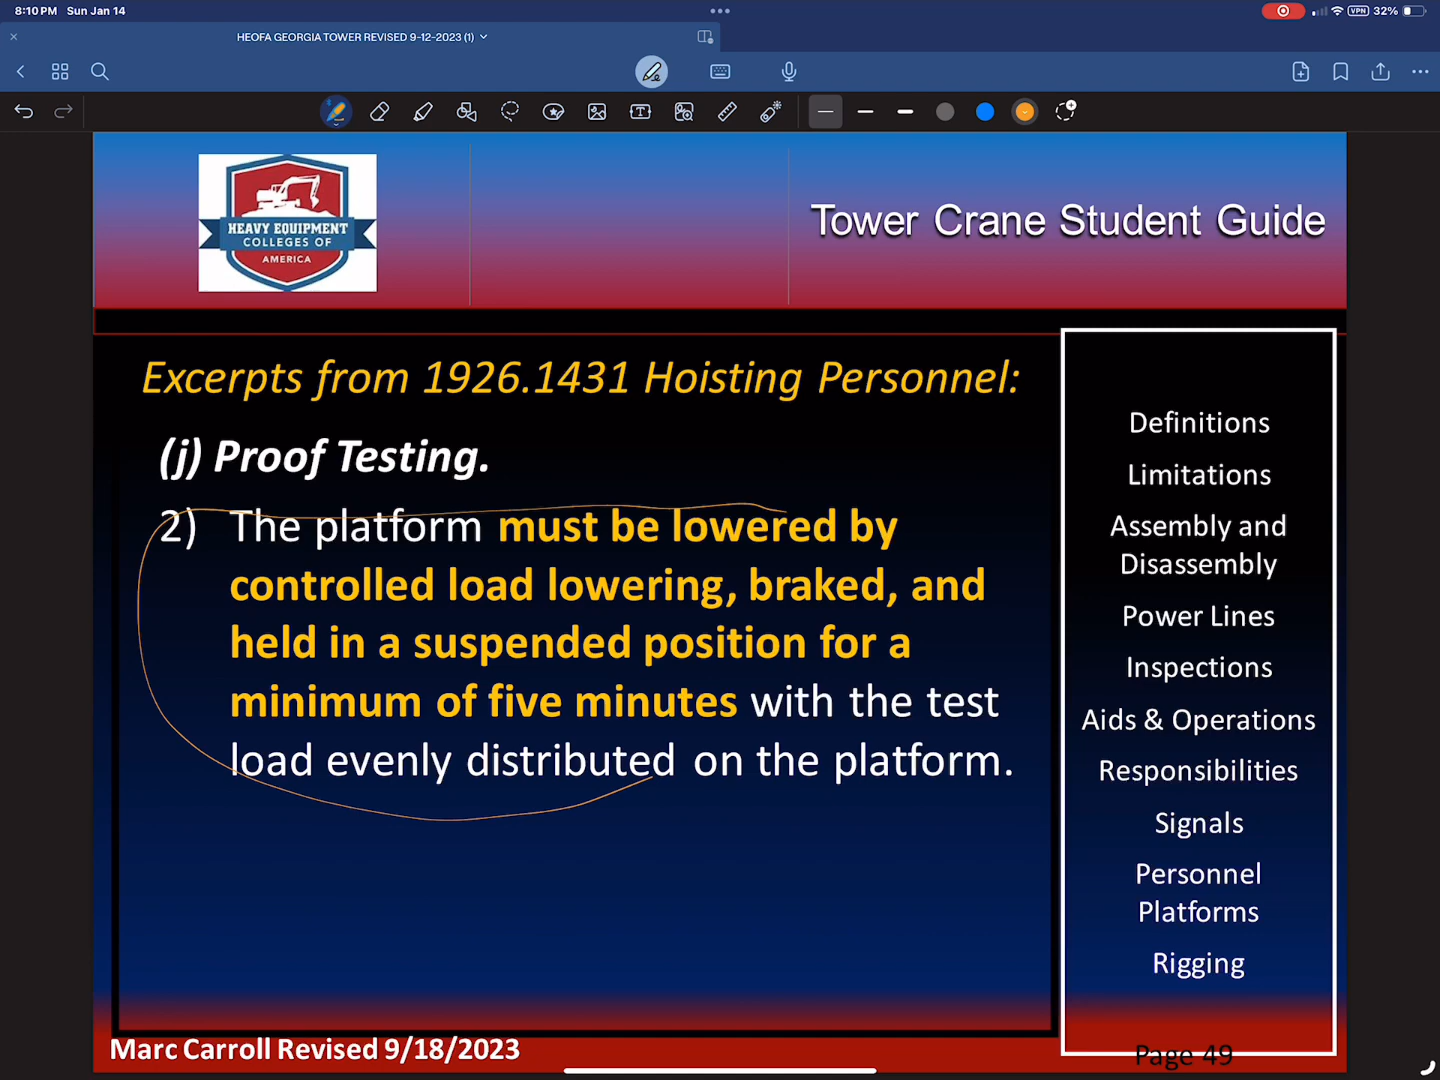 8:10 PM Sun Jan 14
VPN 32%
HEOFA GEORGIA TOWER REVISED 9-12-2023 (1)
HEAVY EQUIPMENT
COLLEGES OF
AMERICA
Tower Crane Student Guide
Excerpts from 1926.1431 Hoisting Personnel:
(j) Proof Testing.
2) The platform must be lowered by
controlled load lowering, braked, and
held in a suspended position for a
minimum of five minutes with the test
load evenly distributed on the platform.
Definitions
Limitations
Assembly and
Disassembly
Power Lines
Inspections
Aids & Operations
Responsibilities
Signals
Personnel
Platforms
Rigging
Marc Carroll Revised 9/18/2023
Page 49